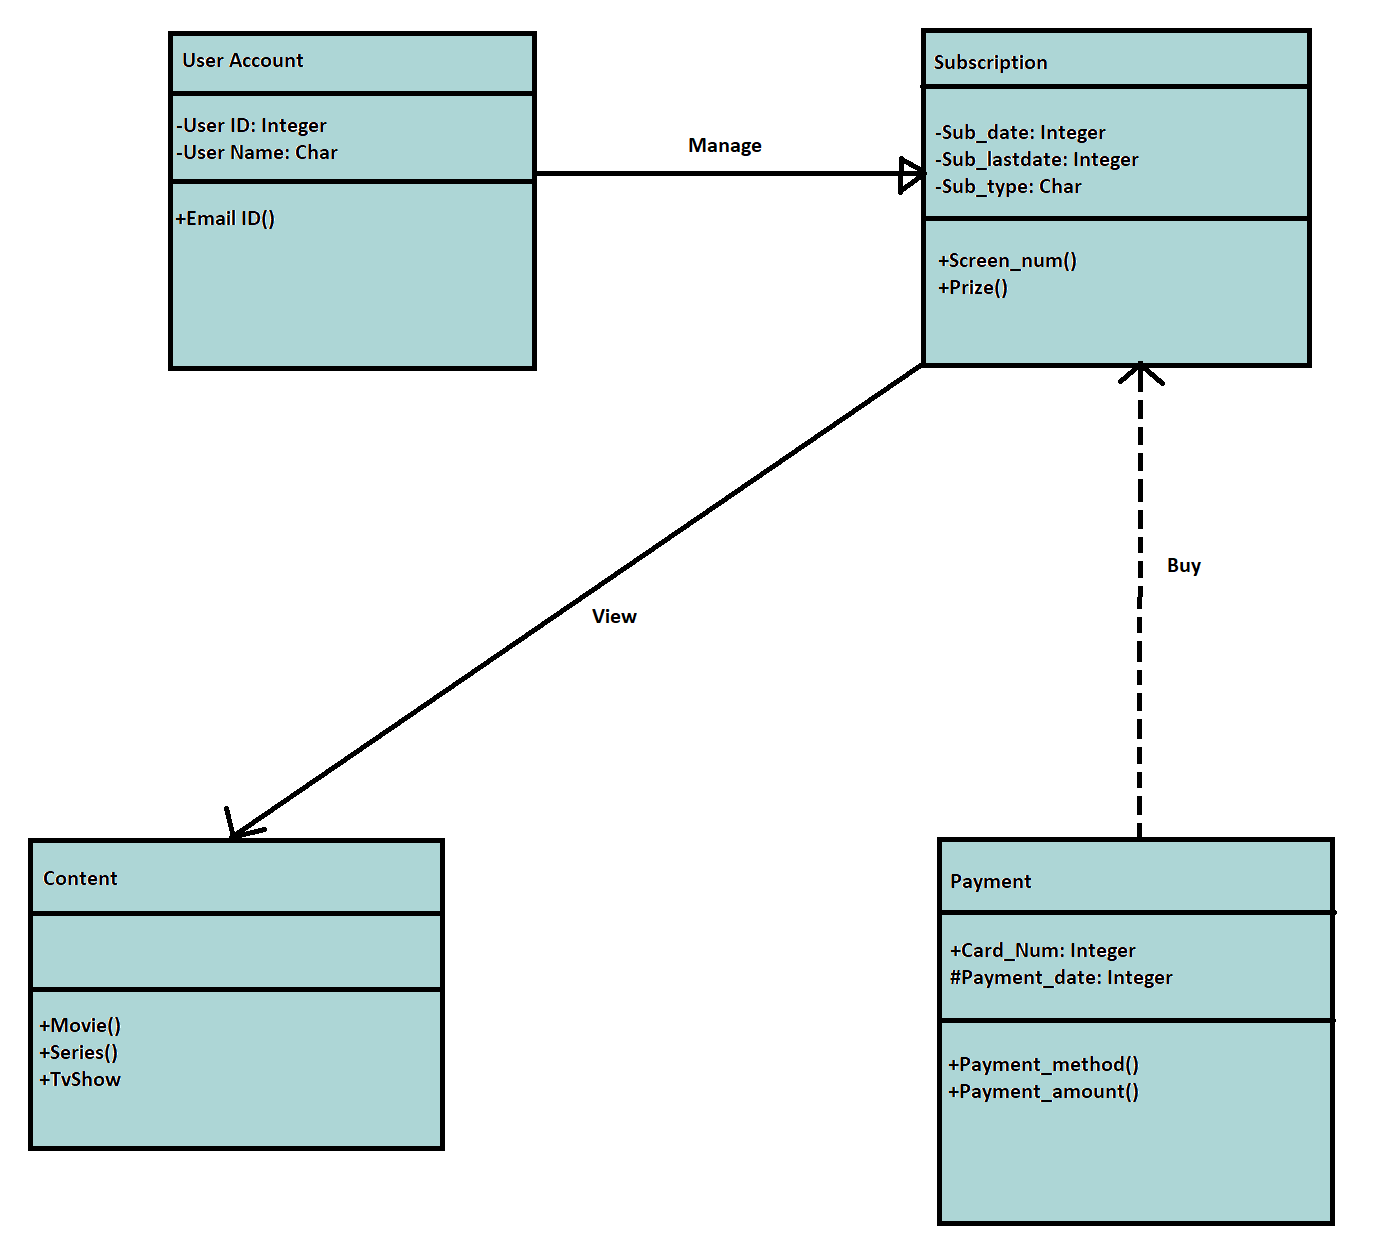 User Account
-User ID: Integer
-User Name: Char
+Email ID()
Manage
Subscription
-Sub_date: Integer
-Sub_lastdate: Integer
-Sub_type: Char
+Screen_num()
+Prize()
View
Buy
Content
+Movie()
+Series()
+TvShow
Payment
+Card_Num: Integer
#Payment_date: Integer
+Payment_method()
+Payment_amount()